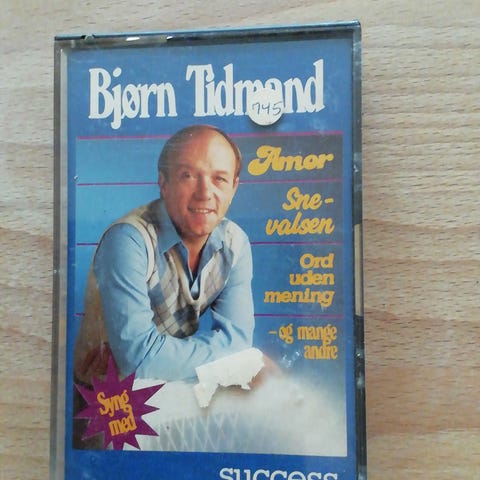 Bjørn Tidmand
745
Amor
Sne-
valsen
Ord
uden
mening
– og mange
andre
Syng
med
success